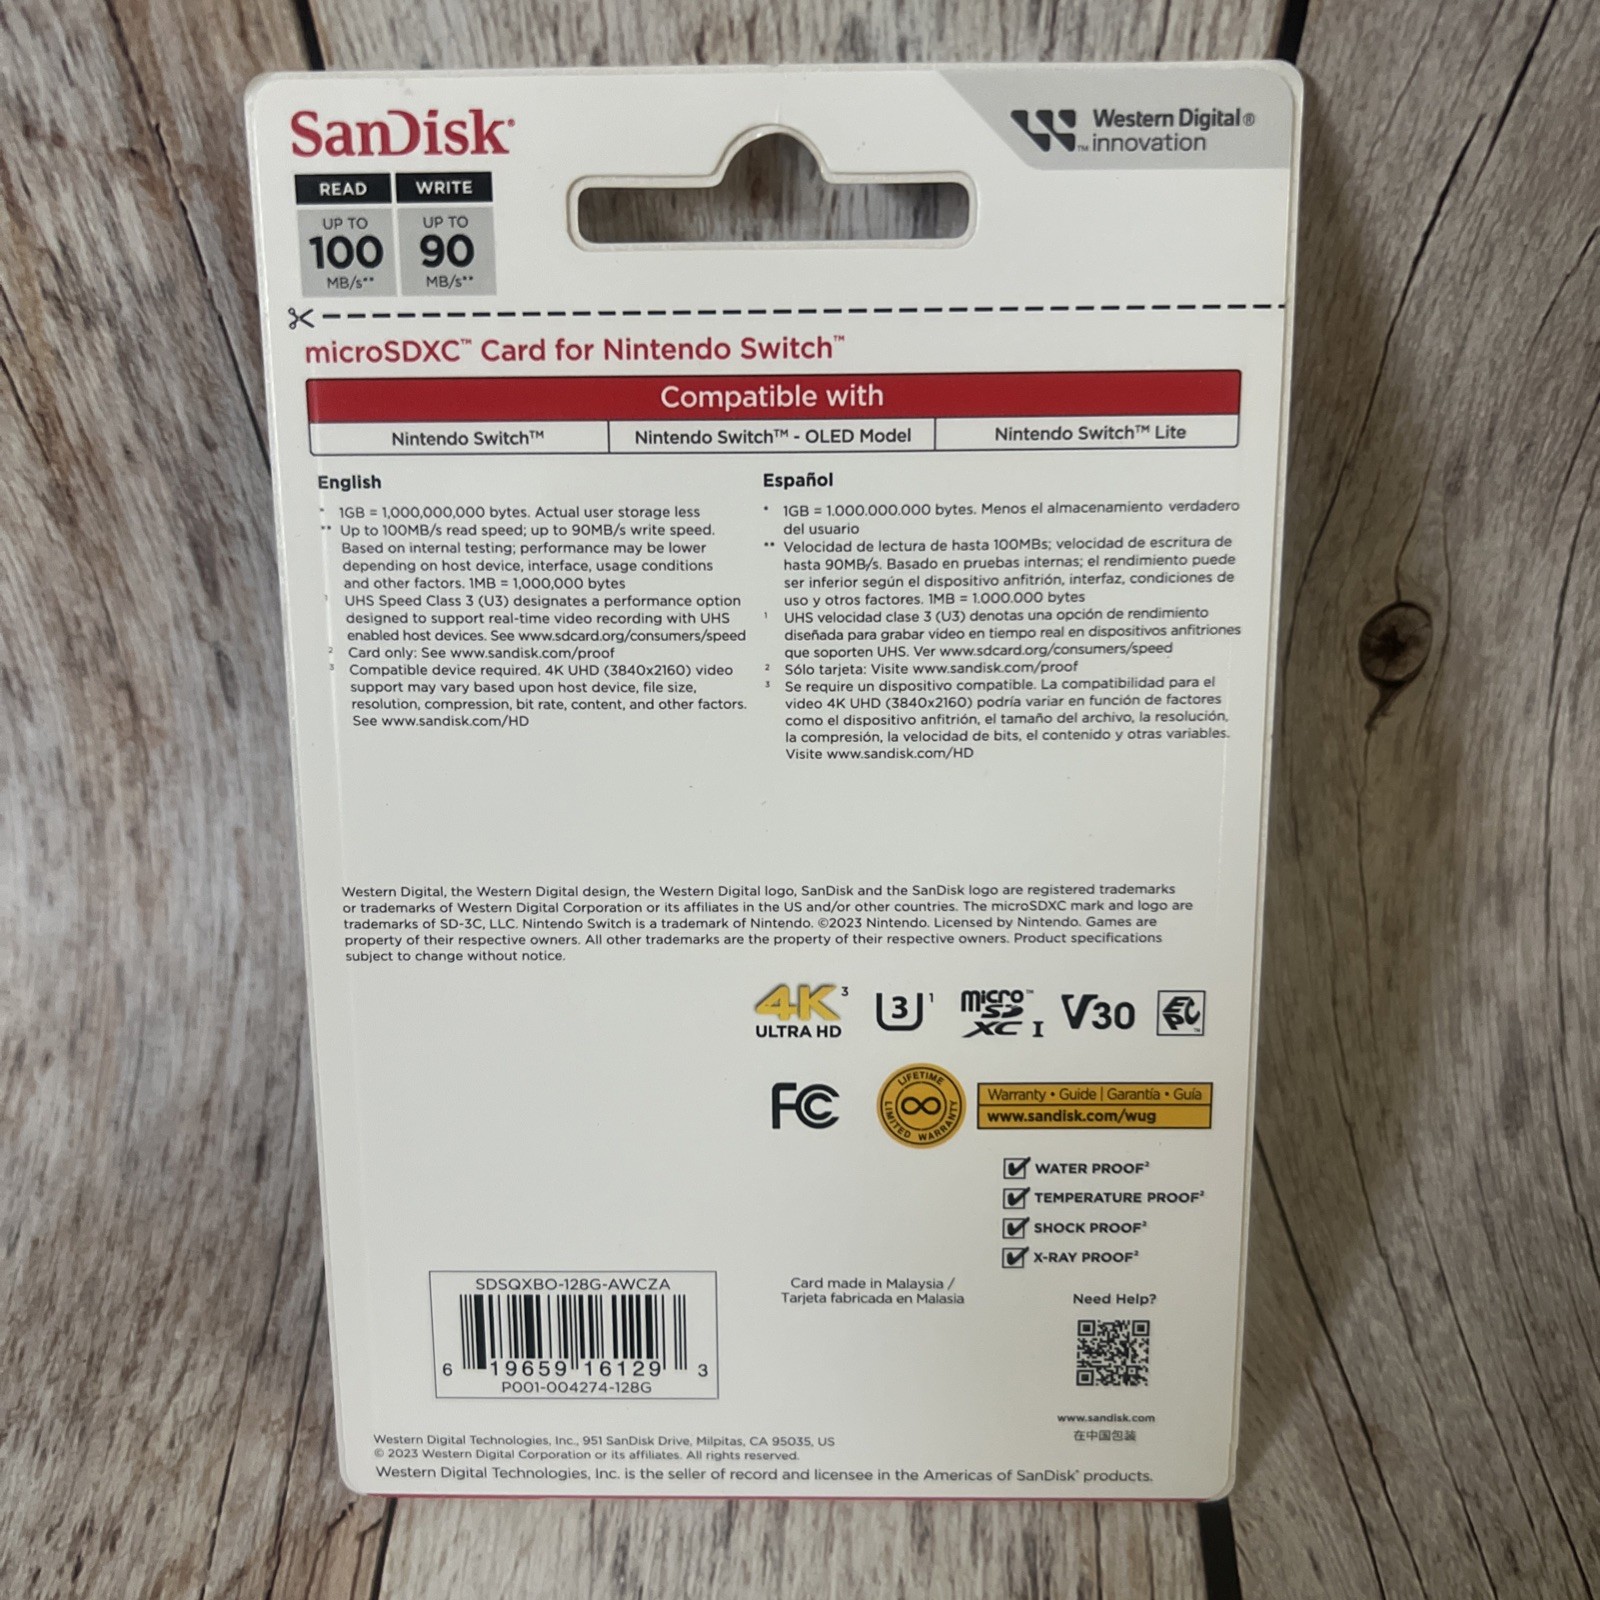 SanDisk®
Western Digital®
™ innovation
READ WRITE
UP TO UP TO
100 90
MB/s** MB/s**
microSDXC™ Card for Nintendo Switch™
Compatible with
Nintendo Switch™ Nintendo Switch™ - OLED Model Nintendo Switch™ Lite
English
* 1GB = 1,000,000,000 bytes. Actual user storage less
** Up to 100MB/s read speed; up to 90MB/s write speed.
Based on internal testing; performance may be lower
depending on host device, interface, usage conditions
and other factors. 1MB = 1,000,000 bytes
¹ UHS Speed Class 3 (U3) designates a performance option
designed to support real-time video recording with UHS
enabled host devices. See www.sdcard.org/consumers/speed
² Card only: See www.sandisk.com/proof
³ Compatible device required. 4K UHD (3840x2160) video
support may vary based upon host device, file size,
resolution, compression, bit rate, content, and other factors.
See www.sandisk.com/HD
Español
* 1GB = 1.000.000.000 bytes. Menos el almacenamiento verdadero
del usuario
** Velocidad de lectura de hasta 100MBs; velocidad de escritura de
hasta 90MB/s. Basado en pruebas internas; el rendimiento puede
ser inferior según el dispositivo anfitrión, interfaz, condiciones de
uso y otros factores. 1MB = 1.000.000 bytes
¹ UHS velocidad clase 3 (U3) denotas una opción de rendimiento
diseñada para grabar video en tiempo real en dispositivos anfitriones
que soporten UHS. Ver www.sdcard.org/consumers/speed
² Sólo tarjeta: Visite www.sandisk.com/proof
³ Se require un dispositivo compatible. La compatibilidad para el
video 4K UHD (3840x2160) podría variar en función de factores
como el dispositivo anfitrión, el tamaño del archivo, la resolución,
la compresión, la velocidad de bits, el contenido y otras variables.
Visite www.sandisk.com/HD
Western Digital, the Western Digital design, the Western Digital logo, SanDisk and the SanDisk logo are registered trademarks
or trademarks of Western Digital Corporation or its affiliates in the US and/or other countries. The microSDXC mark and logo are
trademarks of SD-3C, LLC. Nintendo Switch is a trademark of Nintendo. ©2023 Nintendo. Licensed by Nintendo. Games are
property of their respective owners. All other trademarks are the property of their respective owners. Product specifications
subject to change without notice.
4K³ U3¹ micro™ SD XC I V30 EPC™
ULTRA HD
FC
LIFETIME LIMITED WARRANTY
Warranty • Guide | Garantía • Guía
www.sandisk.com/wug
WATER PROOF²
TEMPERATURE PROOF²
SHOCK PROOF²
X-RAY PROOF²
SDSQXBO-128G-AWCZA
6 19659 16129 3
P001-004274-128G
Card made in Malaysia /
Tarjeta fabricada en Malasia
Need Help?
www.sandisk.com
在中国包装
Western Digital Technologies, Inc., 951 SanDisk Drive, Milpitas, CA 95035, US
© 2023 Western Digital Corporation or its affiliates. All rights reserved.
Western Digital Technologies, Inc. is the seller of record and licensee in the Americas of SanDisk® products.